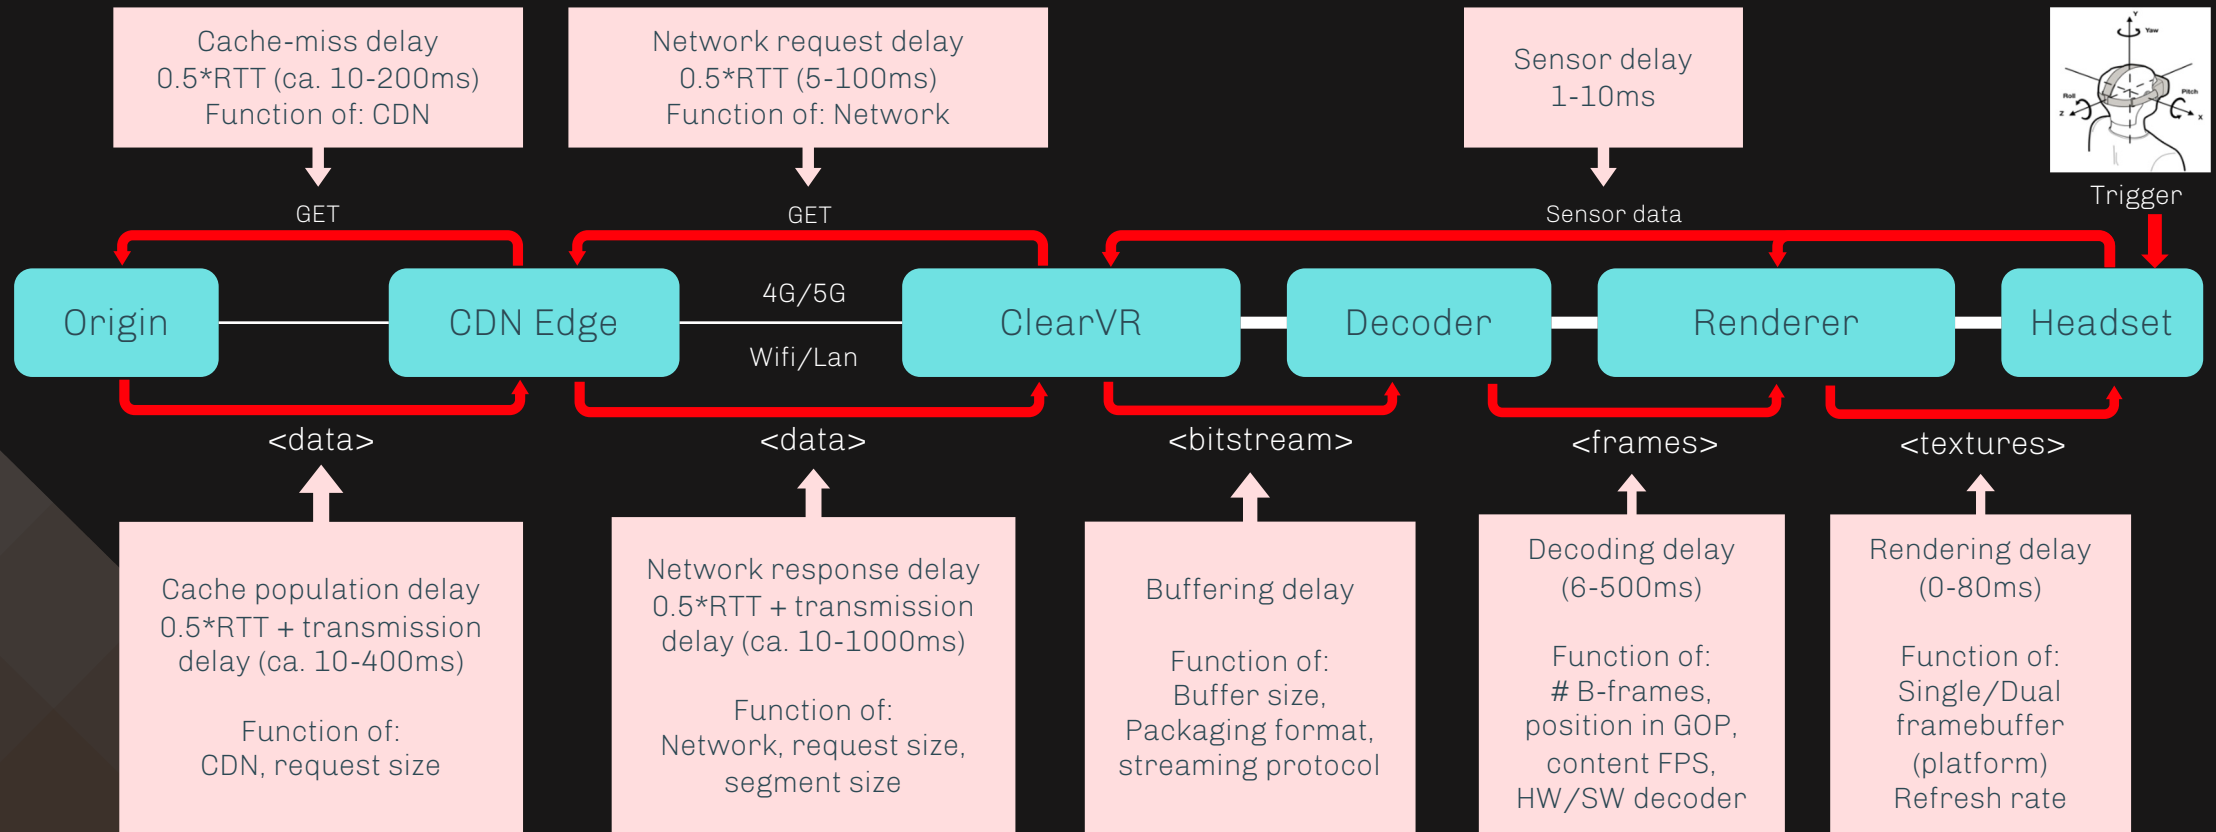 Cache-miss delay
0.5*RTT (ca. 10-200ms)
Function of: CDN
Network request delay
0.5*RTT (5-100ms)
Function of: Network
Sensor delay
1-10ms
Y
Yaw
Roll
Pitch
Z
X
Trigger
GET
GET
Sensor data
Origin
CDN Edge
4G/5G
Wifi/Lan
ClearVR
Decoder
Renderer
Headset
<data>
<data>
<bitstream>
<frames>
<textures>
Cache population delay
0.5*RTT + transmission
delay (ca. 10-400ms)
Function of:
CDN, request size
Network response delay
0.5*RTT + transmission
delay (ca. 10-1000ms)
Function of:
Network, request size,
segment size
Buffering delay
Function of:
Buffer size,
Packaging format,
streaming protocol
Decoding delay
(6-500ms)
Function of:
# B-frames,
position in GOP,
content FPS,
HW/SW decoder
Rendering delay
(0-80ms)
Function of:
Single/Dual
framebuffer
(platform)
Refresh rate